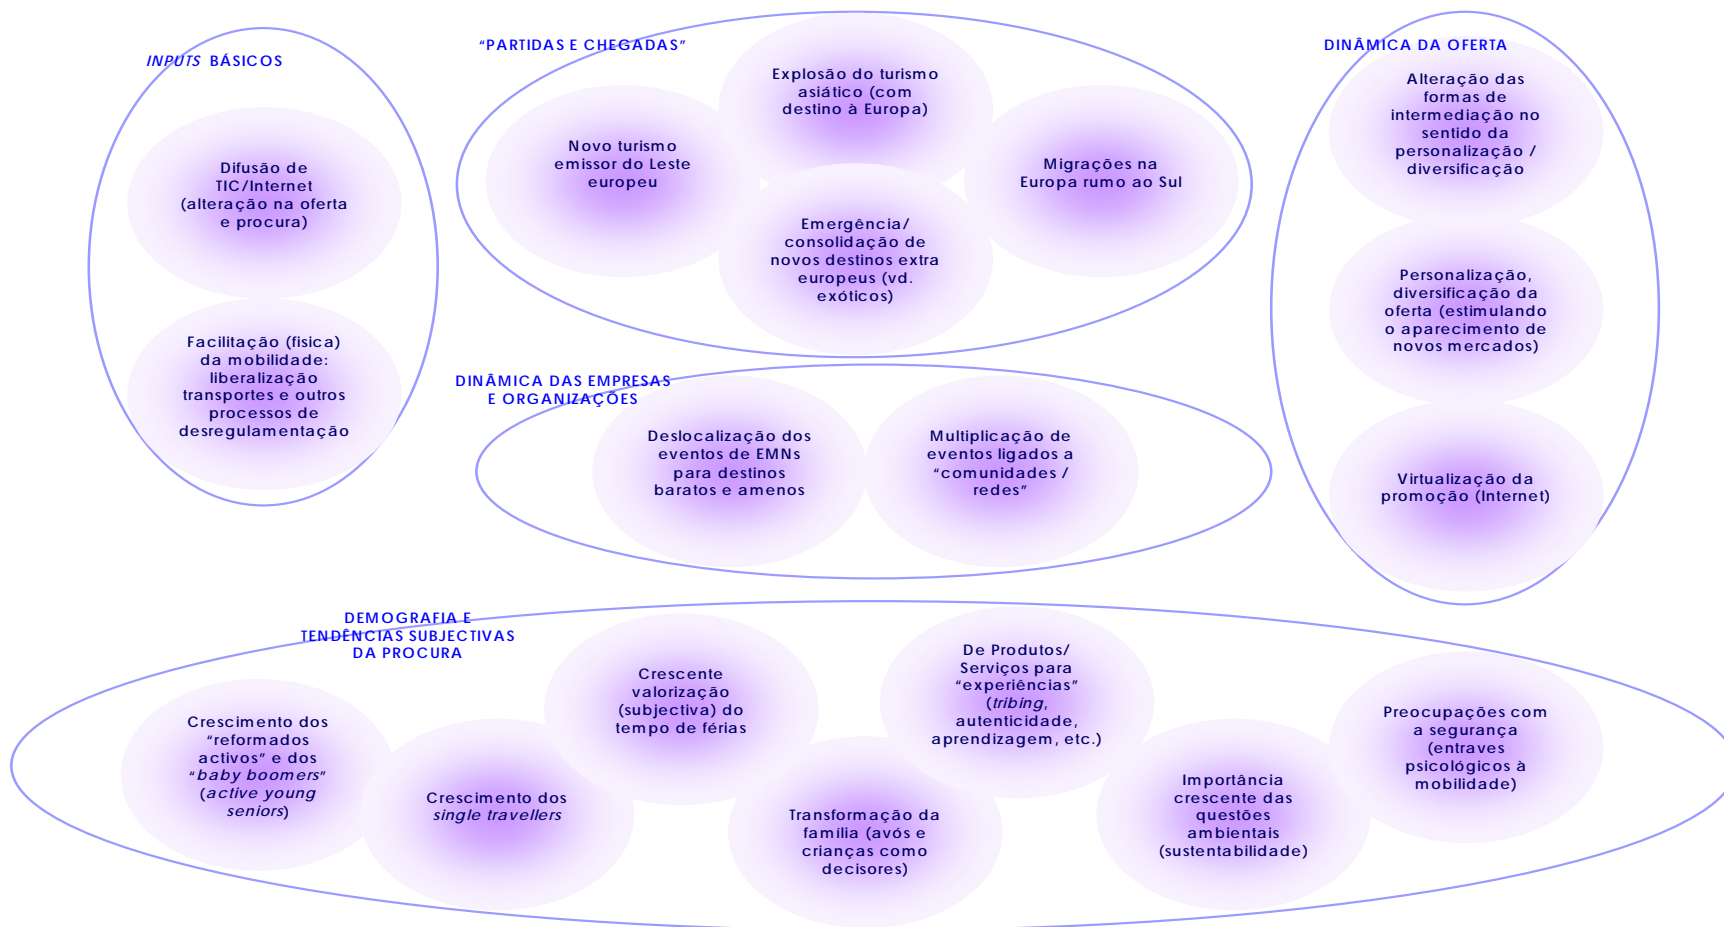 INPUTS BÁSICOS
Difusão de
TIC/Internet
(alteração na oferta
e procura)
Facilitação (fisica)
da mobilidade:
liberalização
transportes e outros
processos de
desregulamentação
“PARTIDAS E CHEGADAS”
Novo turismo
emissor do Leste
europeu
Explosão do turismo
asiático (com
destino à Europa)
Emergência/
consolidação de
novos destinos extra
europeus (vd.
exóticos)
Migrações na
Europa rumo ao Sul
DINÂMICA DA OFERTA
Alteração das
formas de
intermediação no
sentido da
personalização /
diversificação
Personalização,
diversificação da
oferta (estimulando
o aparecimento de
novos mercados)
Virtualização da
promoção (Internet)
DINÂMICA DAS EMPRESAS
E ORGANIZAÇÕES
Deslocalização dos
eventos de EMNs
para destinos
baratos e amenos
Multiplicação de
eventos ligados a
“comunidades /
redes”
DEMOGRAFIA E
TENDÊNCIAS SUBJECTIVAS
DA PROCURA
Crescimento dos
“reformados
activos” e dos
“baby boomers”
(active young
seniors)
Crescimento dos
single travellers
Crescente
valorização
(subjectiva) do
tempo de férias
Transformação da
família (avós e
crianças como
decisores)
De Produtos/
Serviços para
“experiências”
(tribing,
autenticidade,
aprendizagem, etc.)
Importância
crescente das
questões
ambientais
(sustentabilidade)
Preocupações com
a segurança
(entraves
psicológicos à
mobilidade)